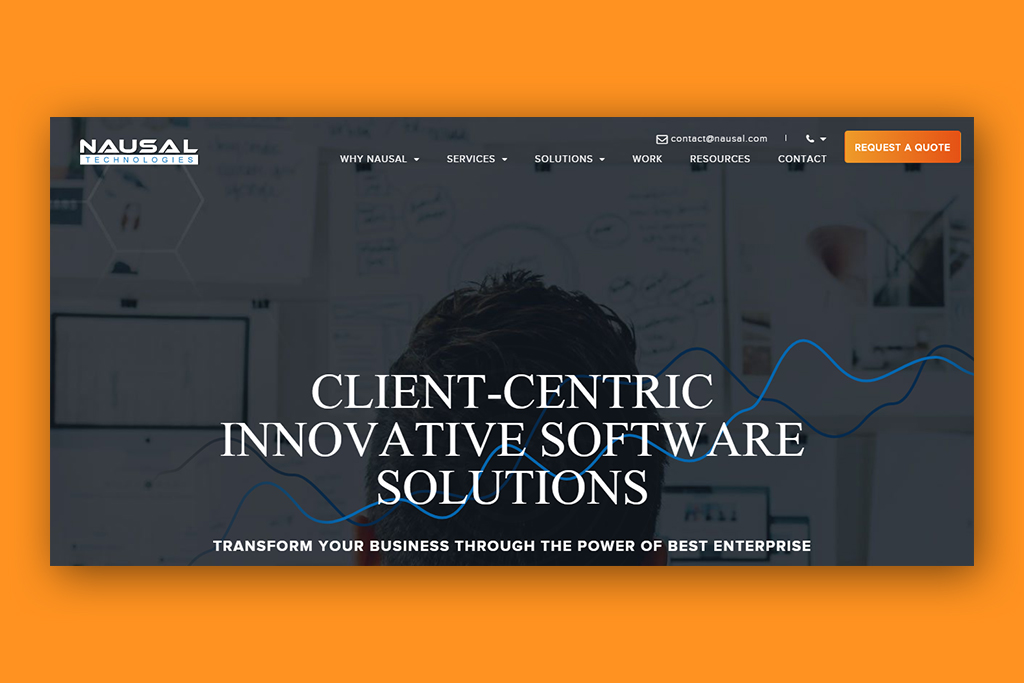 NAUSAL
TECHNOLOGIES
contact@nausal.com
WHY NAUSAL
SERVICES
SOLUTIONS
WORK
RESOURCES
CONTACT
REQUEST A QUOTE
CLIENT-CENTRIC
INNOVATIVE SOFTWARE
SOLUTIONS
TRANSFORM YOUR BUSINESS THROUGH THE POWER OF BEST ENTERPRISE